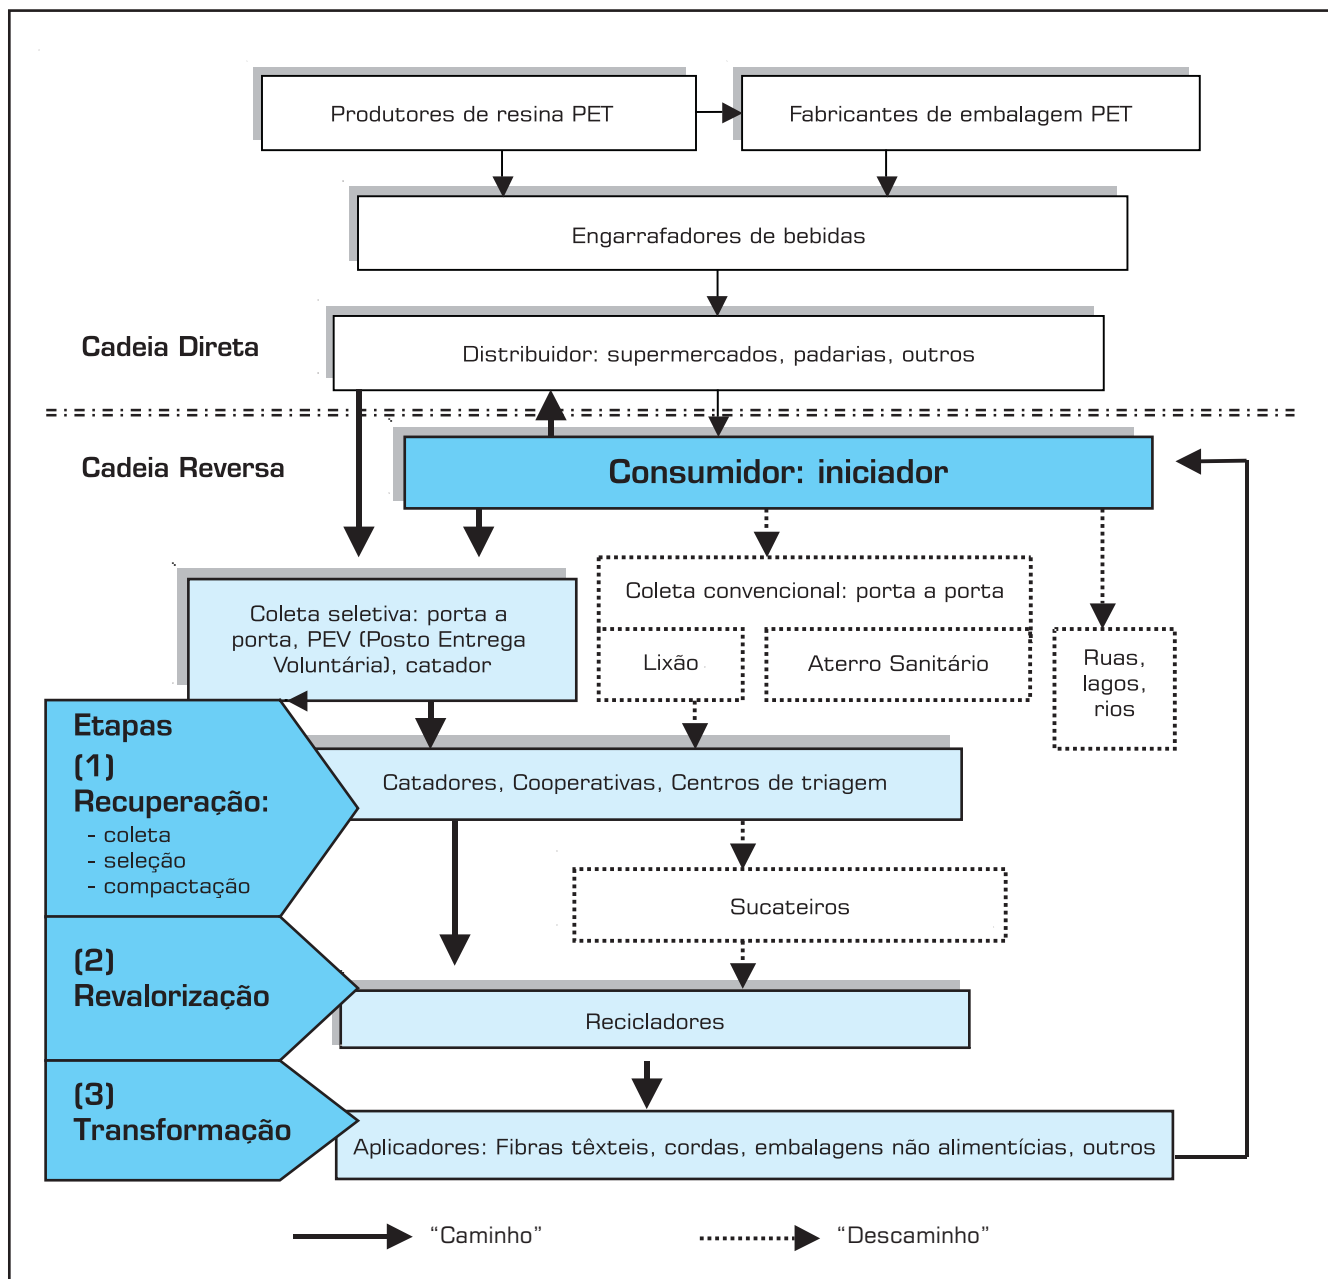 Produtores de resina PET
Fabricantes de embalagem PET
Engarrafadores de bebidas
Cadeia Direta
Distribuidor: supermercados, padarias, outros
Cadeia Reversa
Consumidor: iniciador
Coleta seletiva: porta a
porta, PEV (Posto Entrega
Voluntária), catador
Coleta convencional: porta a porta
Lixão
Aterro Sanitário
Ruas,
lagos,
rios
Etapas
(1)
Recuperação:
- coleta
- seleção
- compactação
Catadores, Cooperativas, Centros de triagem
Sucateiros
(2)
Revalorização
Recicladores
(3)
Transformação
Aplicadores: Fibras têxteis, cordas, embalagens não alimentícias, outros
“Caminho”
“Descaminho”